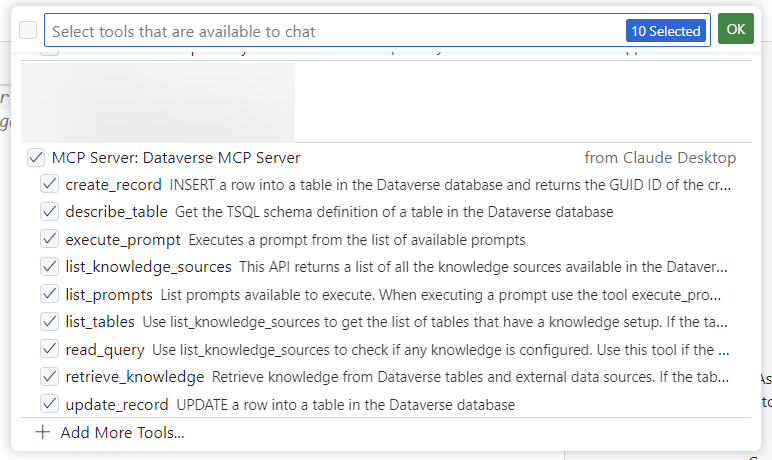 Select tools that are available to chat
10 Selected
OK
MCP Server: Dataverse MCP Server
from Claude Desktop
create_record INSERT a row into a table in the Dataverse database and returns the GUID ID of the cr...
describe_table Get the TSQL schema definition of a table in the Dataverse database
execute_prompt Executes a prompt from the list of available prompts
list_knowledge_sources This API returns a list of all the knowledge sources available in the Dataver...
list_prompts List prompts available to execute. When executing a prompt use the tool execute_pro...
list_tables Use list_knowledge_sources to get the list of tables that have a knowledge setup. If the ta...
read_query Use list_knowledge_sources to check if any knowledge is configured. Use this tool if the ...
retrieve_knowledge Retrieve knowledge from Dataverse tables and external data sources. If the tab...
update_record UPDATE a row into a table in the Dataverse database
Add More Tools...